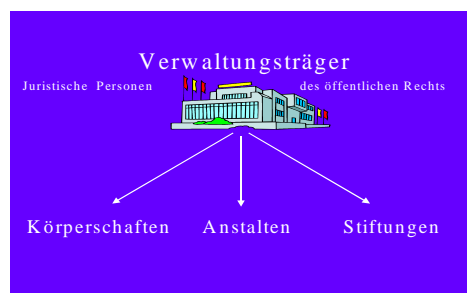 Verwaltungsträger
Juristische Personen des öffentlichen Rechts
Körperschaften Anstalten Stiftungen